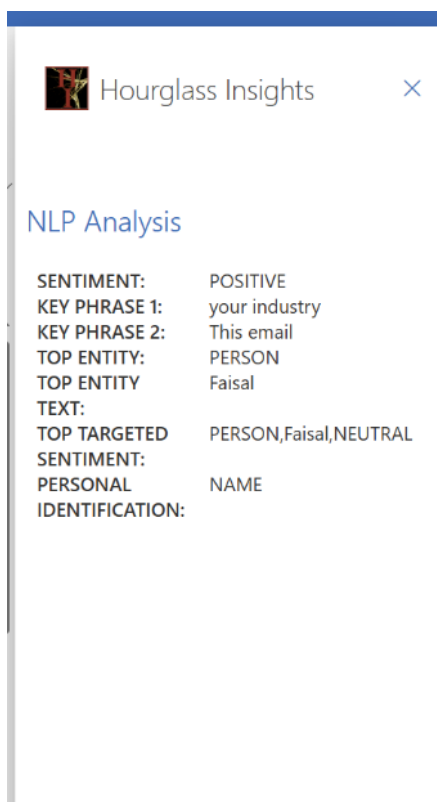 Hourglass Insights
NLP Analysis
SENTIMENT: POSITIVE
KEY PHRASE 1: your industry
KEY PHRASE 2: This email
TOP ENTITY: PERSON
TOP ENTITY Faisal
TEXT:
TOP TARGETED PERSON,Faisal,NEUTRAL
SENTIMENT:
PERSONAL NAME
IDENTIFICATION: